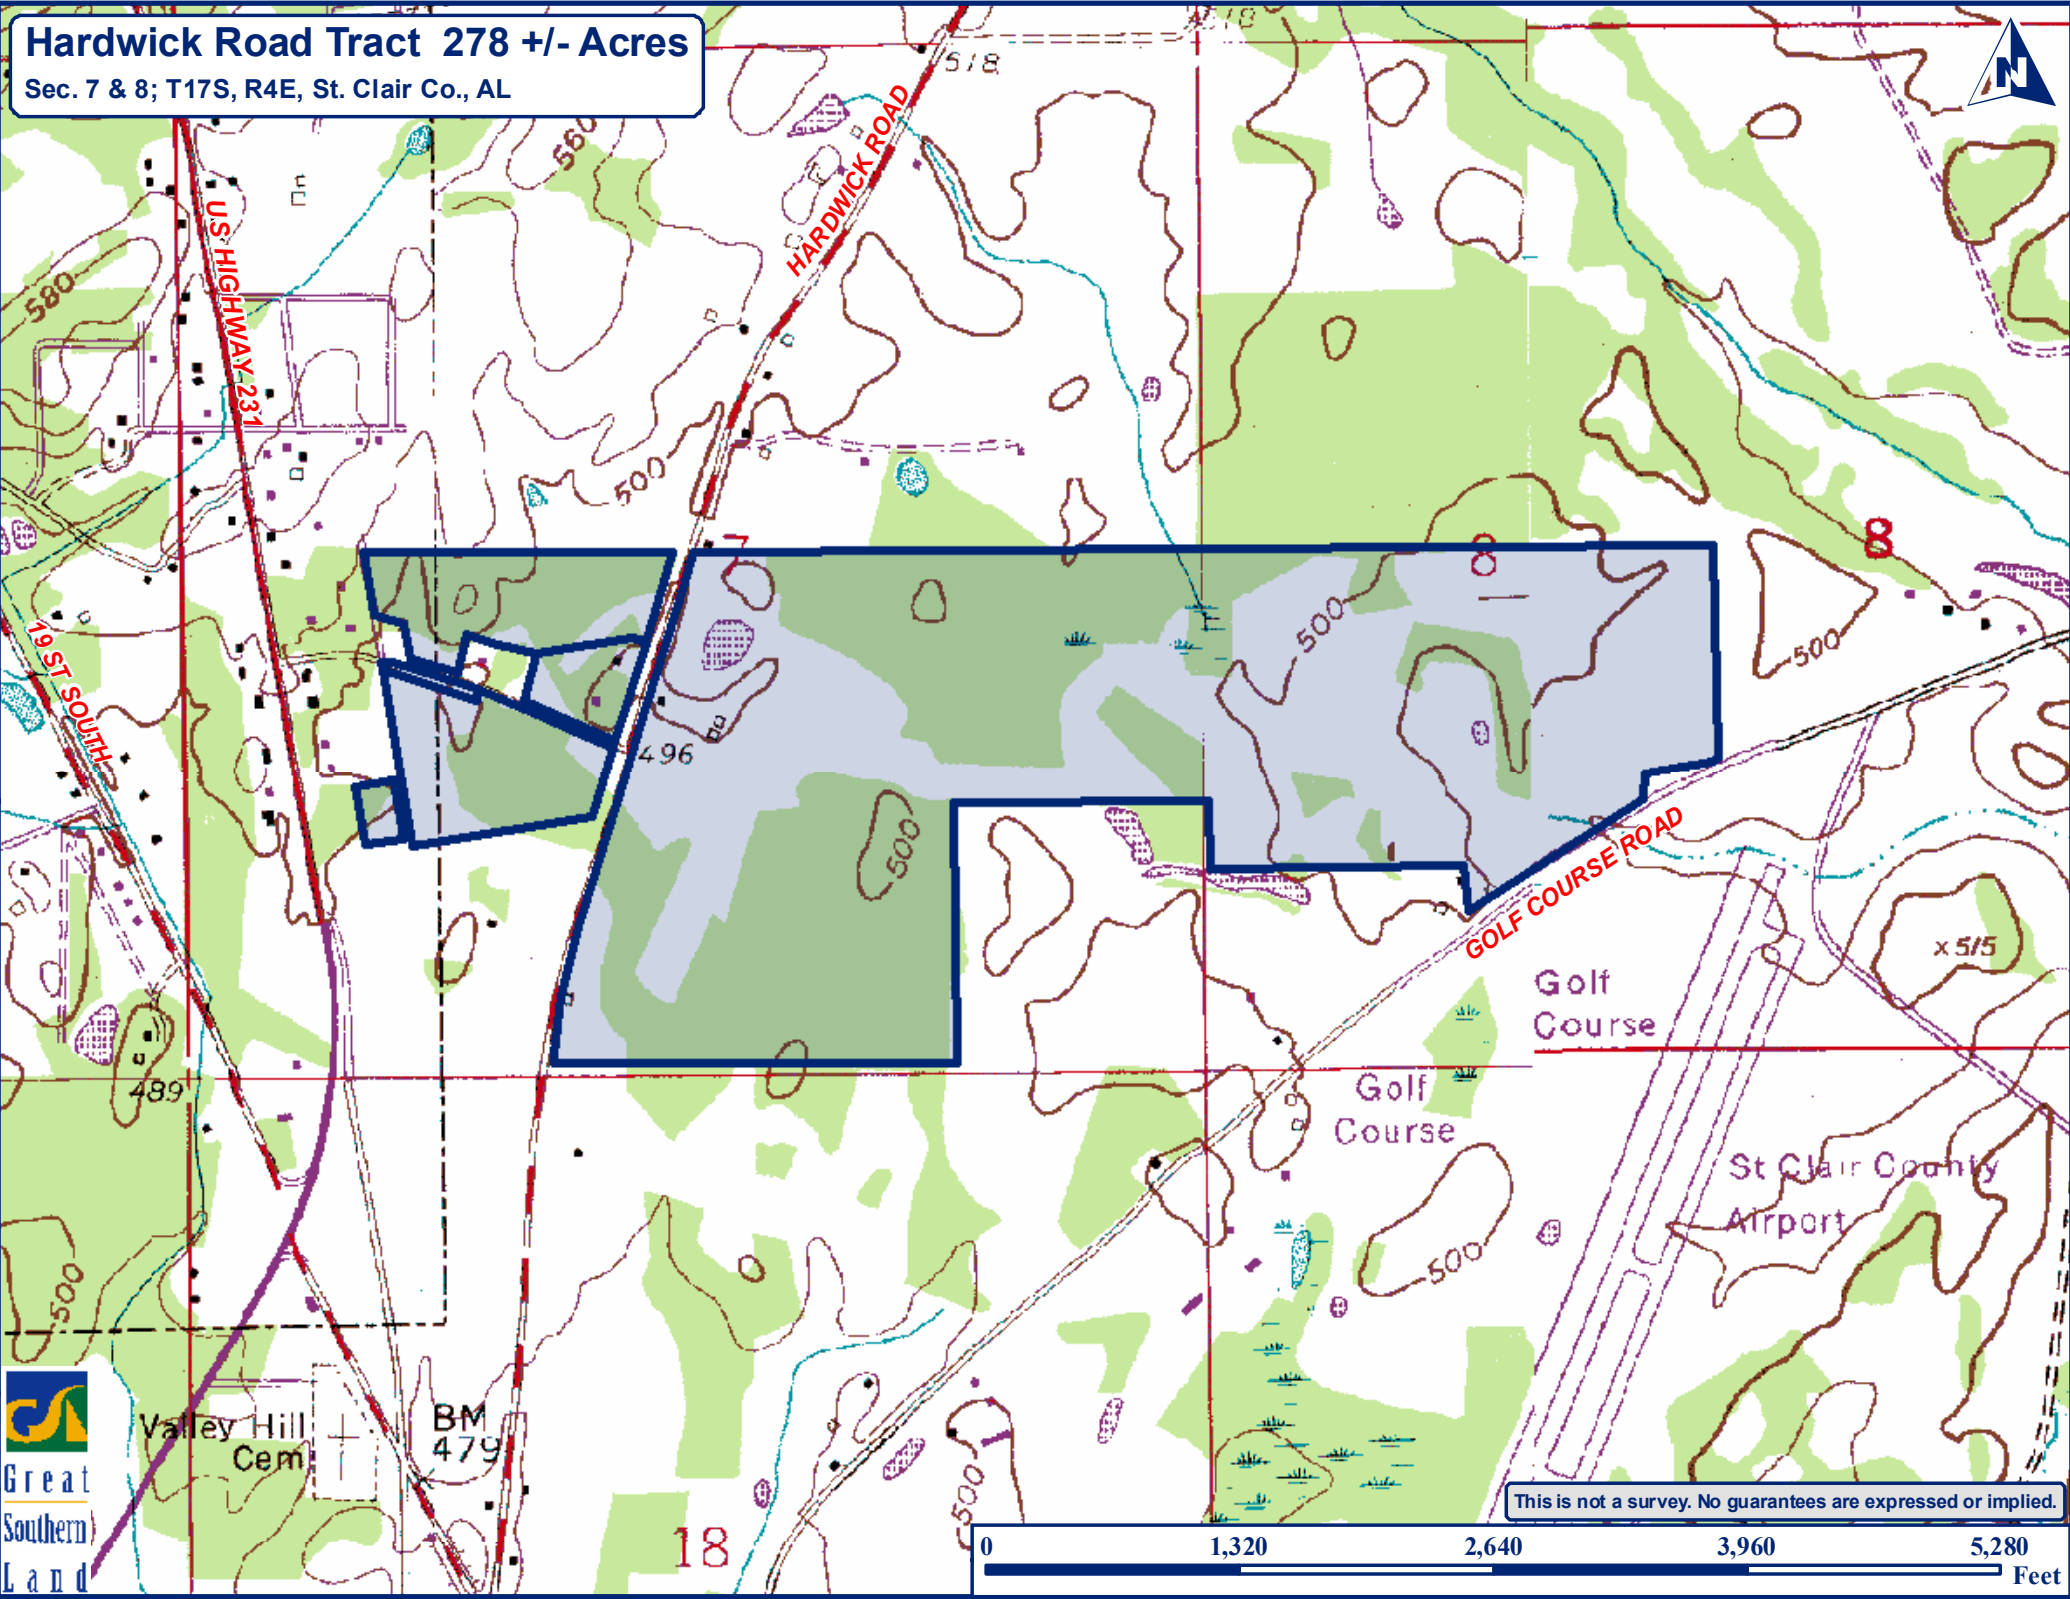 Hardwick Road Tract 278 +/- Acres
Sec. 7 & 8; T17S, R4E, St. Clair Co., AL
N
518
560
HARDWICK ROAD
580
US HIGHWAY 231
500
7
8
8
500
500
19 ST SOUTH
496
500
GOLF COURSE ROAD
x 515
Golf
Course
Golf
Course
489
St Clair County
Airport
500
500
Valley Hill
Cem
BM
479
500
18
Great
Southern
Land
This is not a survey. No guarantees are expressed or implied.
0 1,320 2,640 3,960 5,280
Feet